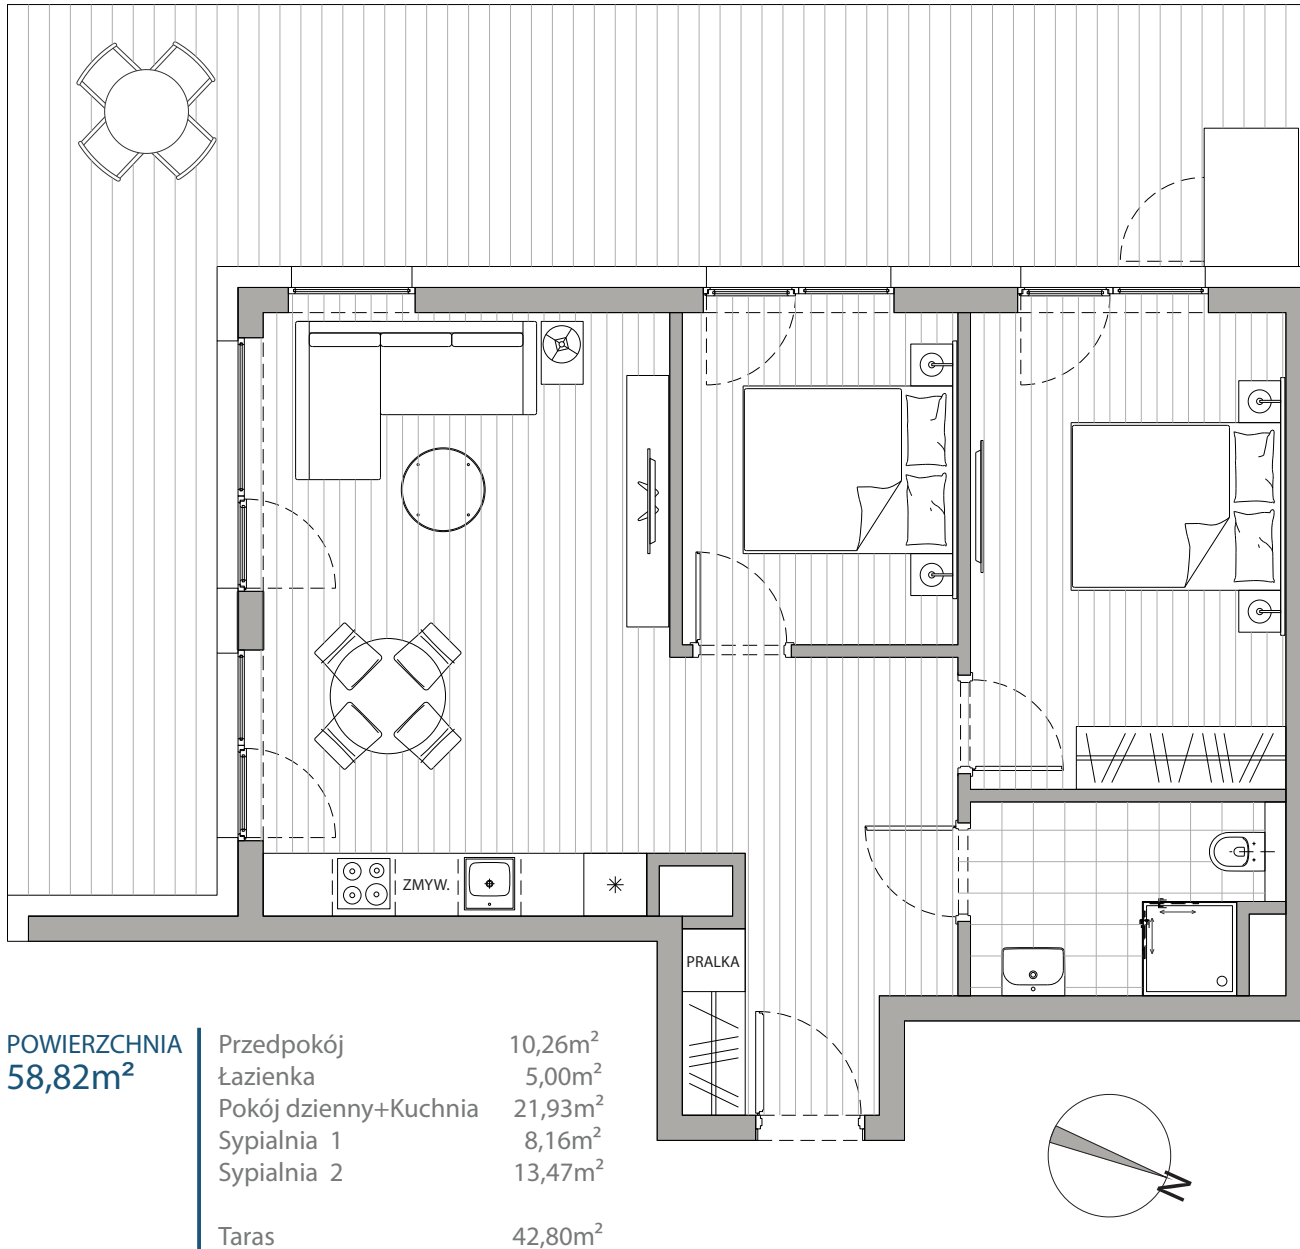 ZMYW.
PRALKA
POWIERZCHNIA
58,82m²
Przedpokój 10,26m²
Łazienka 5,00m²
Pokój dzienny+Kuchnia 21,93m²
Sypialnia 1 8,16m²
Sypialnia 2 13,47m²
Taras 42,80m²
N